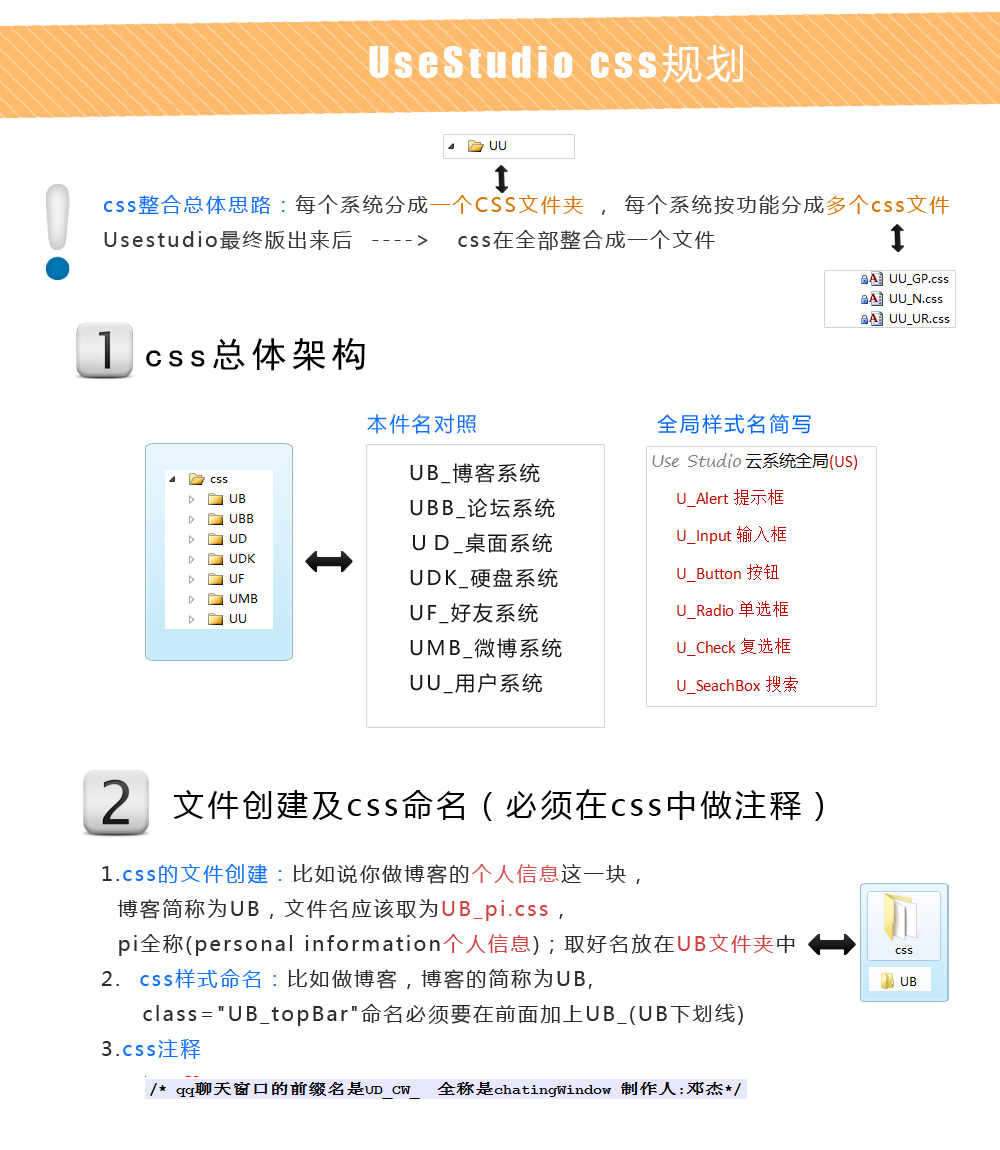 UseStudio css规划
UU
css整合总体思路：每个系统分成一个CSS文件夹 ， 每个系统按功能分成多个css文件
Usestudio最终版出来后 ----> css在全部整合成一个文件
UU_GP.css
UU_N.css
UU_UR.css
1 css总体架构
本件名对照
全局样式名简写
css
UB
UBB
UD
UDK
UF
UMB
UU
UB_博客系统
UBB_论坛系统
ＵＤ_桌面系统
UDK_硬盘系统
UF_好友系统
UMB_微博系统
UU_用户系统
Use Studio 云系统全局(US)
U_Alert 提示框
U_Input 输入框
U_Button 按钮
U_Radio 单选框
U_Check 复选框
U_SeachBox 搜索
2 文件创建及css命名（必须在css中做注释）
1.css的文件创建：比如说你做博客的个人信息这一块，
博客简称为UB，文件名应该取为UB_pi.css，
pi全称(personal information个人信息)；取好名放在UB文件夹中
css
UB
2. css样式命名：比如做博客，博客的简称为UB,
class="UB_topBar"命名必须要在前面加上UB_(UB下划线)
3.css注释
/* qq聊天窗口的前缀名是UD_CW_ 全称是chatingWindow 制作人:邓杰*/